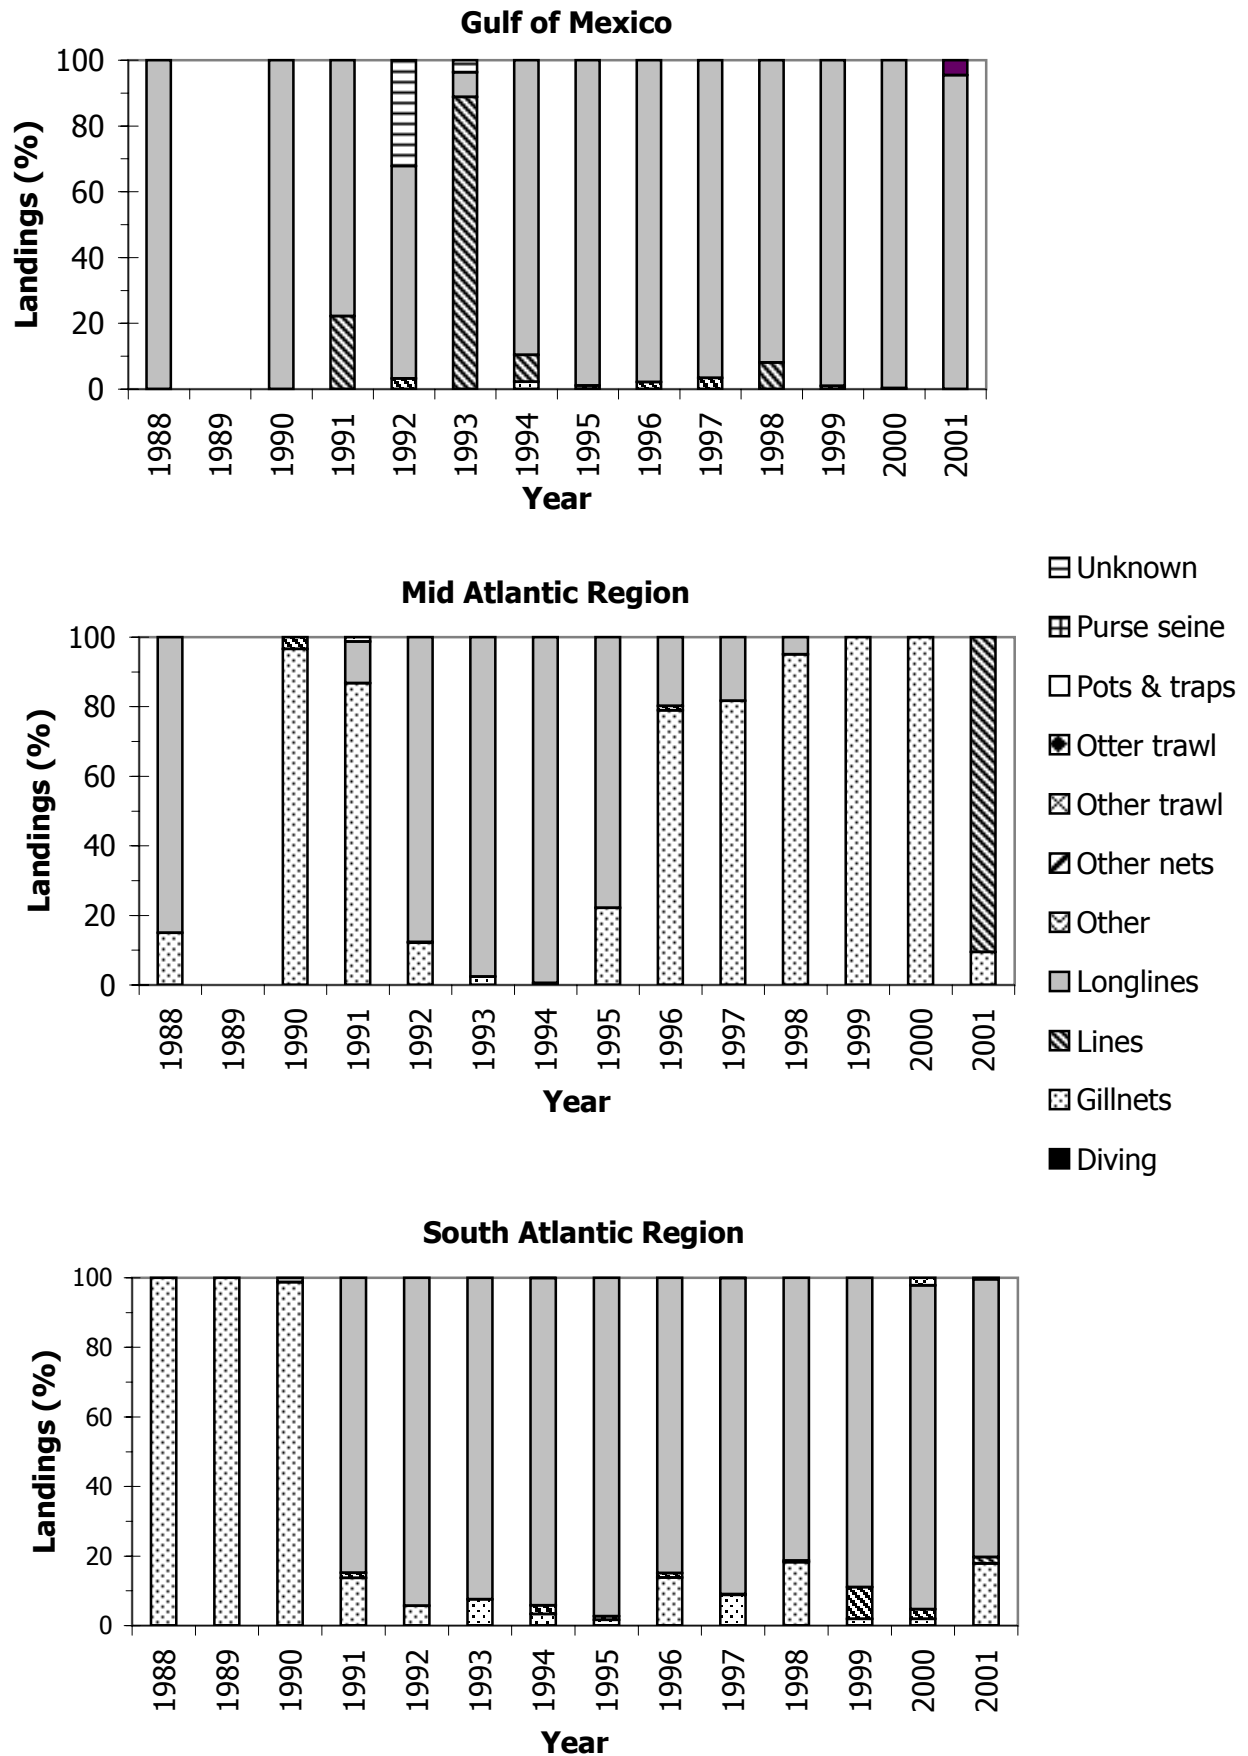 Gulf of Mexico
100
80
60
40
20
0
Landings (%)
1988 1989 1990 1991 1992 1993 1994 1995 1996 1997 1998 1999 2000 2001
Year
Mid Atlantic Region
100
80
60
40
20
0
Landings (%)
1988 1989 1990 1991 1992 1993 1994 1995 1996 1997 1998 1999 2000 2001
Year
Unknown
Purse seine
Pots & traps
Otter trawl
Other trawl
Other nets
Other
Longlines
Lines
Gillnets
Diving
South Atlantic Region
100
80
60
40
20
0
Landings (%)
1988 1989 1990 1991 1992 1993 1994 1995 1996 1997 1998 1999 2000 2001
Year